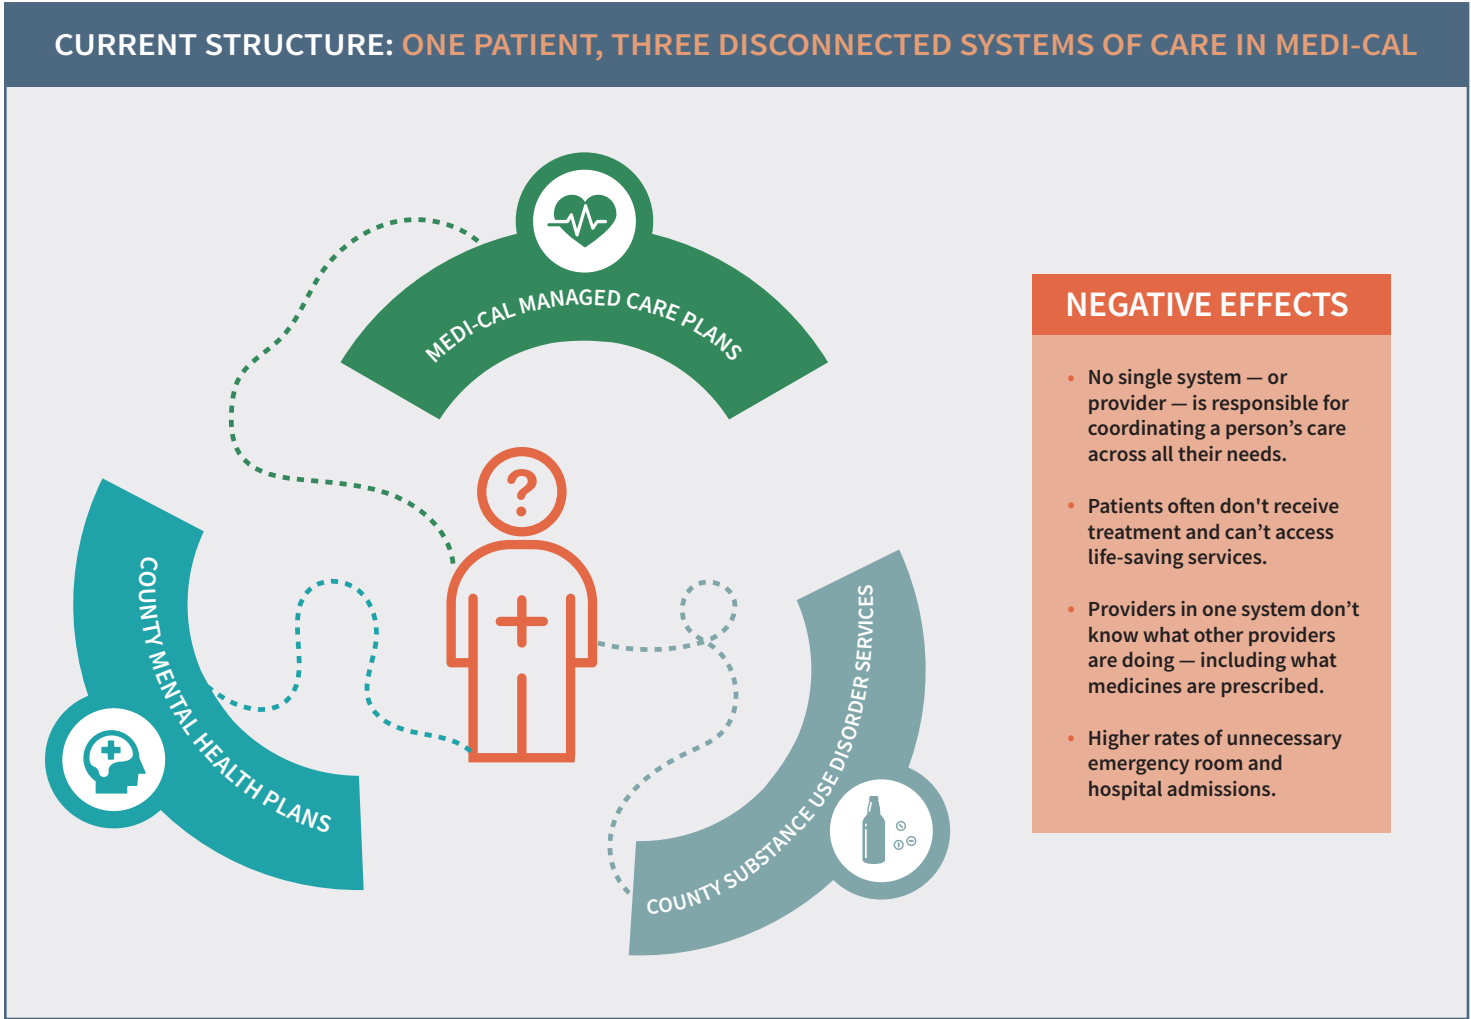 CURRENT STRUCTURE: ONE PATIENT, THREE DISCONNECTED SYSTEMS OF CARE IN MEDI-CAL
MEDI-CAL MANAGED CARE PLANS
?
COUNTY MENTAL HEALTH PLANS
COUNTY SUBSTANCE USE DISORDER SERVICES
NEGATIVE EFFECTS
• No single system — or
provider — is responsible for
coordinating a person’s care
across all their needs.
• Patients often don't receive
treatment and can’t access
life-saving services.
• Providers in one system don’t
know what other providers
are doing — including what
medicines are prescribed.
• Higher rates of unnecessary
emergency room and
hospital admissions.